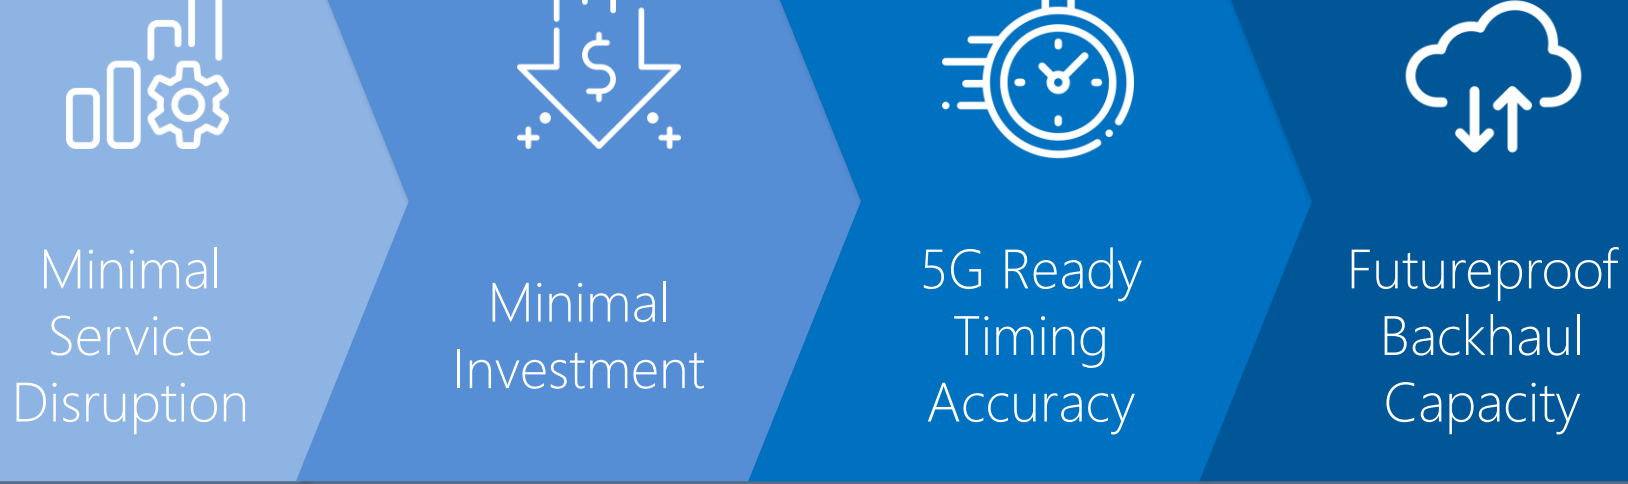 Minimal
Service
Disruption
$
Minimal
Investment
5G Ready
Timing
Accuracy
Futureproof
Backhaul
Capacity